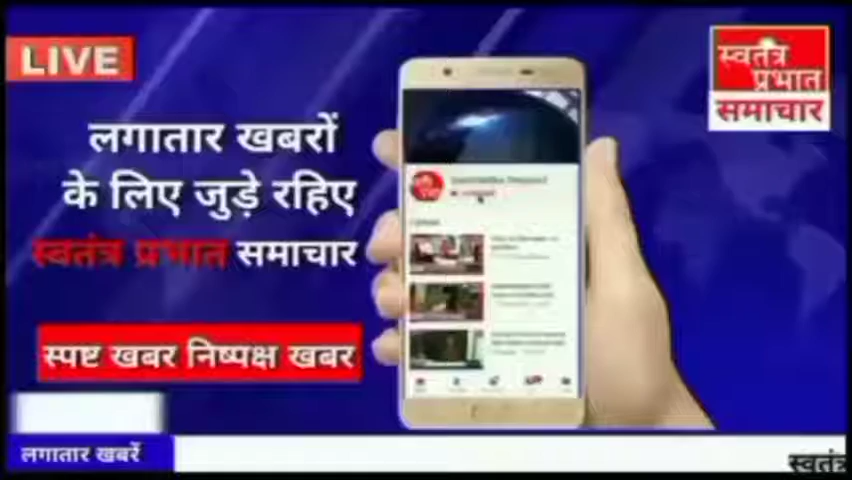 LIVE
स्वतंत्र
प्रभात
समाचार
लगातार खबरों
के लिए जुड़े रहिए
स्वतंत्र प्रभात समाचार
स्पष्ट खबर निष्पक्ष खबर
लगातार खबरें
स्वतंत्र